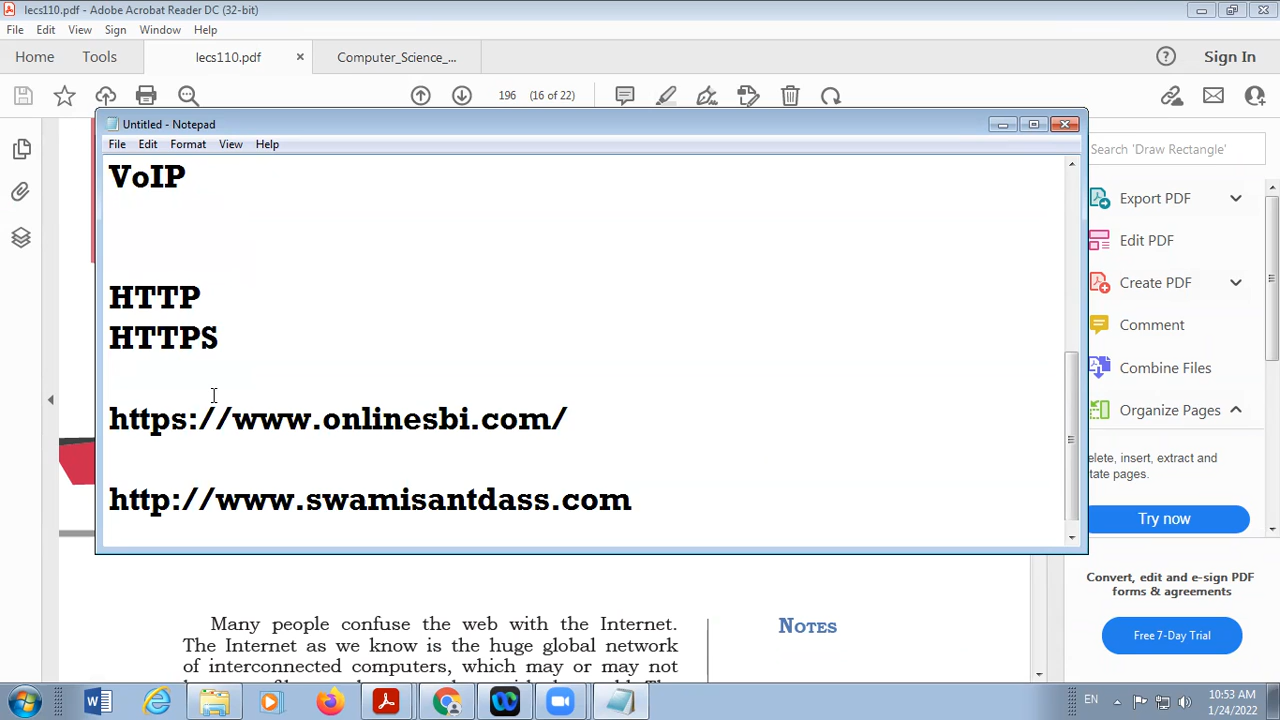 lecs110.pdf - Adobe Acrobat Reader DC (32-bit)
File Edit View Sign Window Help
Home Tools lecs110.pdf × Computer_Science_... Sign In
196 (16 of 22)
Untitled - Notepad
File Edit Format View Help
Search 'Draw Rectangle'
VoIP
HTTP
HTTPS
https://www.onlinesbi.com/
http://www.swamisantdass.com
Export PDF
Edit PDF
Create PDF
Comment
Combine Files
Organize Pages
elete, insert, extract and
tate pages.
Try now
Convert, edit and e-sign PDF
forms & agreements
Free 7-Day Trial
Many people confuse the web with the Internet.
The Internet as we know is the huge global network
of interconnected computers, which may or may not
NOTES
EN 10:53 AM
1/24/2022